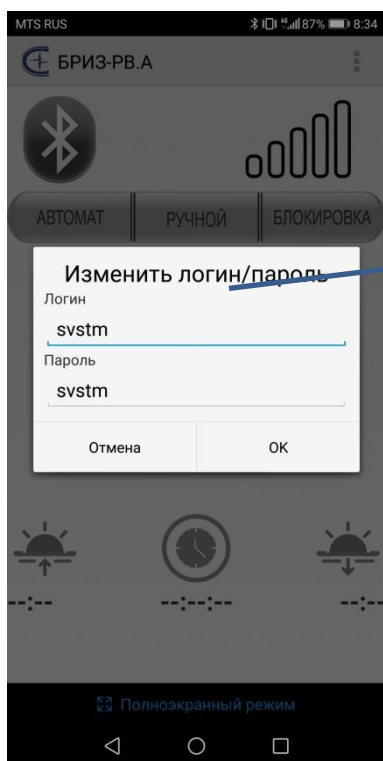 MTS RUS 4G 87% 8:34
БРИЗ-РВ.А
АВТОМАТ РУЧНОЙ БЛОКИРОВКА
Изменить логин/пароль
Логин
svstm
Пароль
svstm
Отмена OK
--:-- --:--:-- --:
Полноэкранный режим